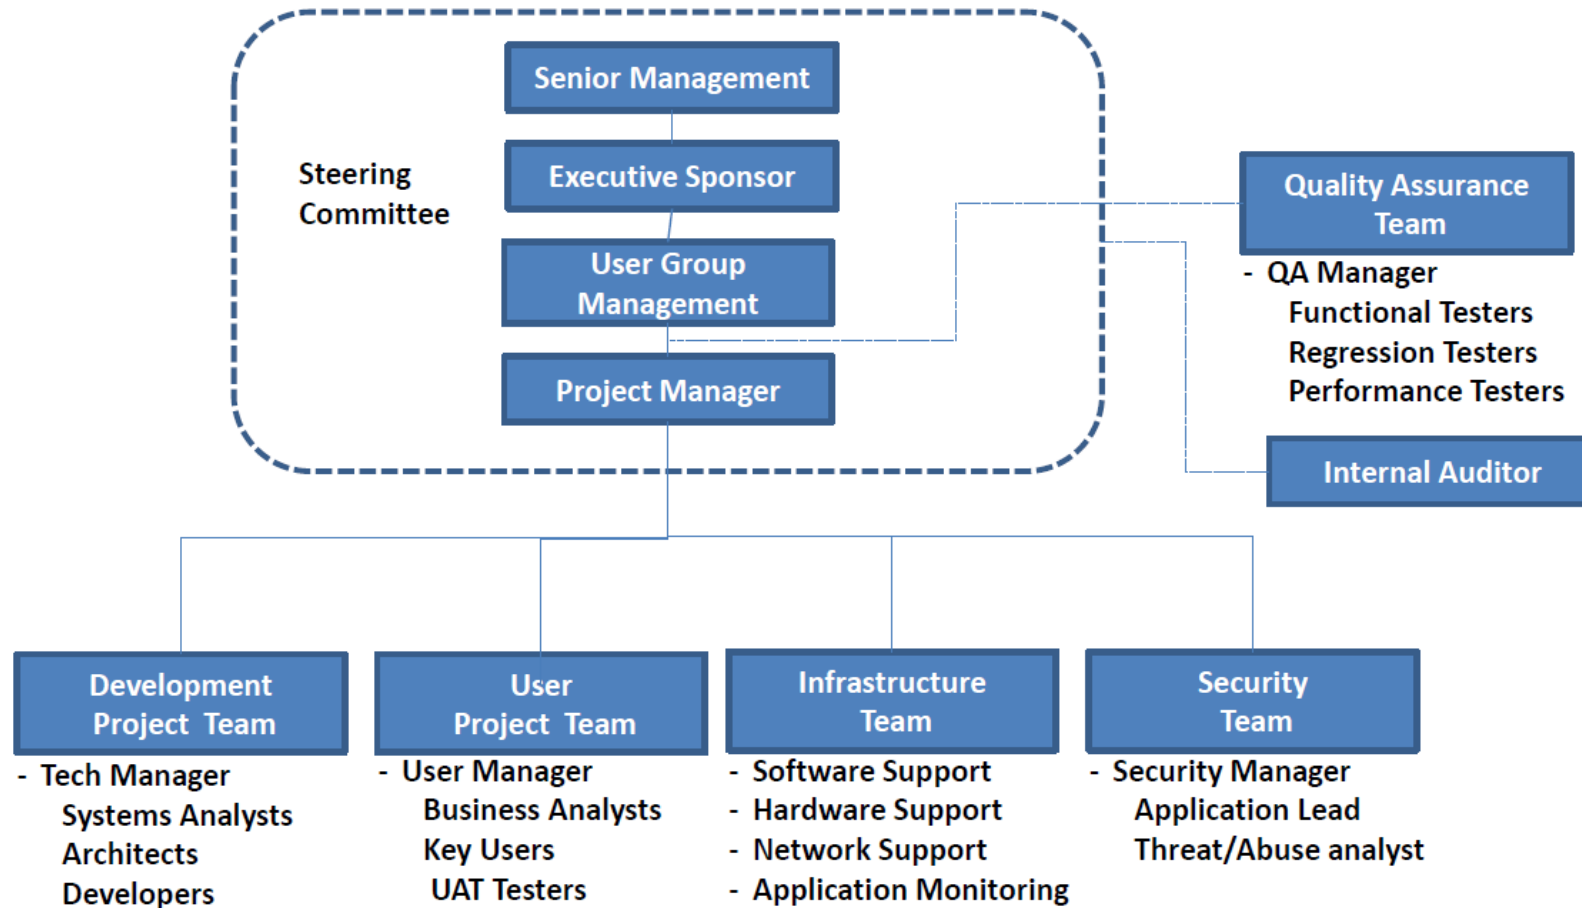 Senior Management
Steering
Committee
Executive Sponsor
User Group
Management
Project Manager
Quality Assurance
Team
- QA Manager
Functional Testers
Regression Testers
Performance Testers
Internal Auditor
Development
Project Team
- Tech Manager
Systems Analysts
Architects
Developers
User
Project Team
- User Manager
Business Analysts
Key Users
UAT Testers
Infrastructure
Team
- Software Support
- Hardware Support
- Network Support
- Application Monitoring
Security
Team
- Security Manager
Application Lead
Threat/Abuse analyst